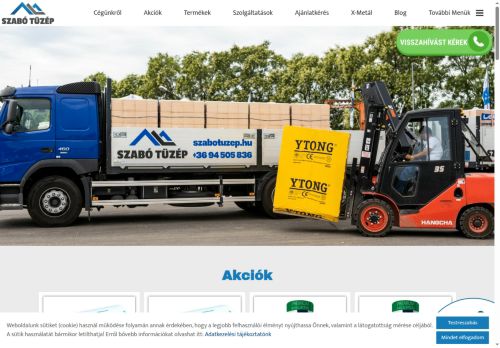 SZABÓ TÜZÉP
Cégünkről
Akciók
Termékek
Szolgáltatások
Ajánlatkérés
X-Metál
Blog
További Menük
VISSZAHÍVÁST KÉREK
460
SZABÓ TÜZÉP
szabotuzep.hu
+36 94 505 836
YTONG
YTONG
35
HANGCHA
Akciók
Weboldalunk sütiket (cookie) használ működése folyamán annak érdekében, hogy a legjobb felhasználói élményt nyújthassa Önnek, valamint a látogatottság mérése céljából.
A sütik használatát bármikor letilthatja! Erről bővebb információkat olvashat itt: Adatkezelési tájékoztatónk
Testreszabás
Mindet elfogadom